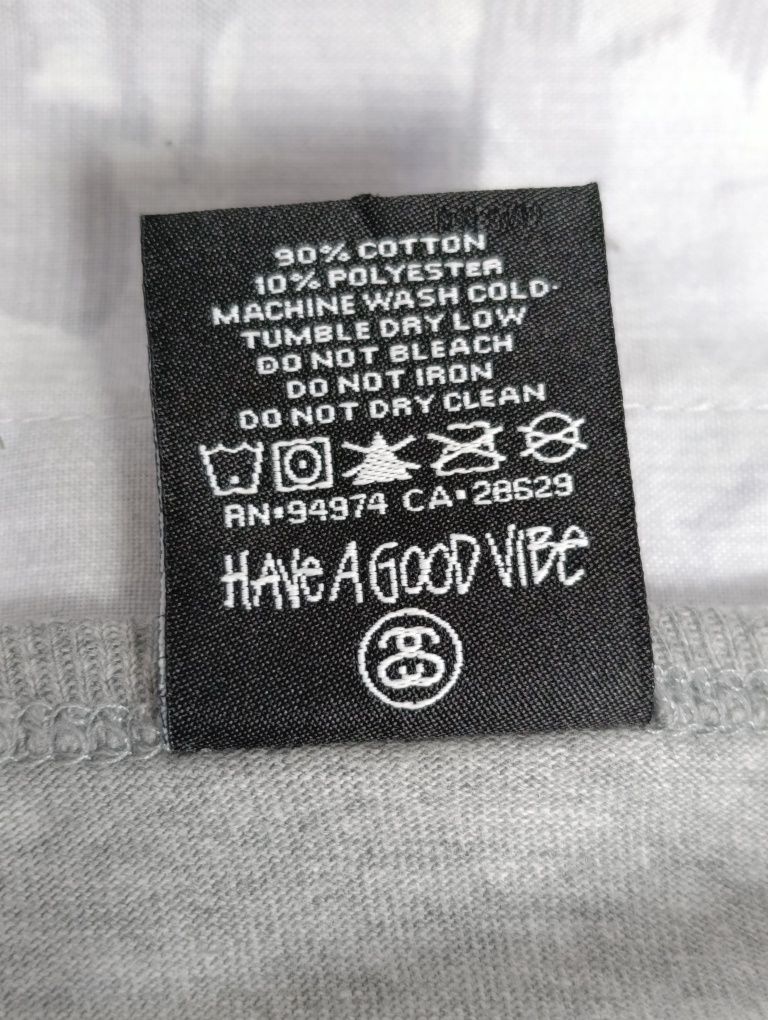 90% COTTON
10% POLYESTER
MACHINE WASH COLD
TUMBLE DRY LOW
DO NOT BLEACH
DO NOT IRON
DO NOT DRY CLEAN
RN•94974 CA•28629
HAVE A GOOD VIBE